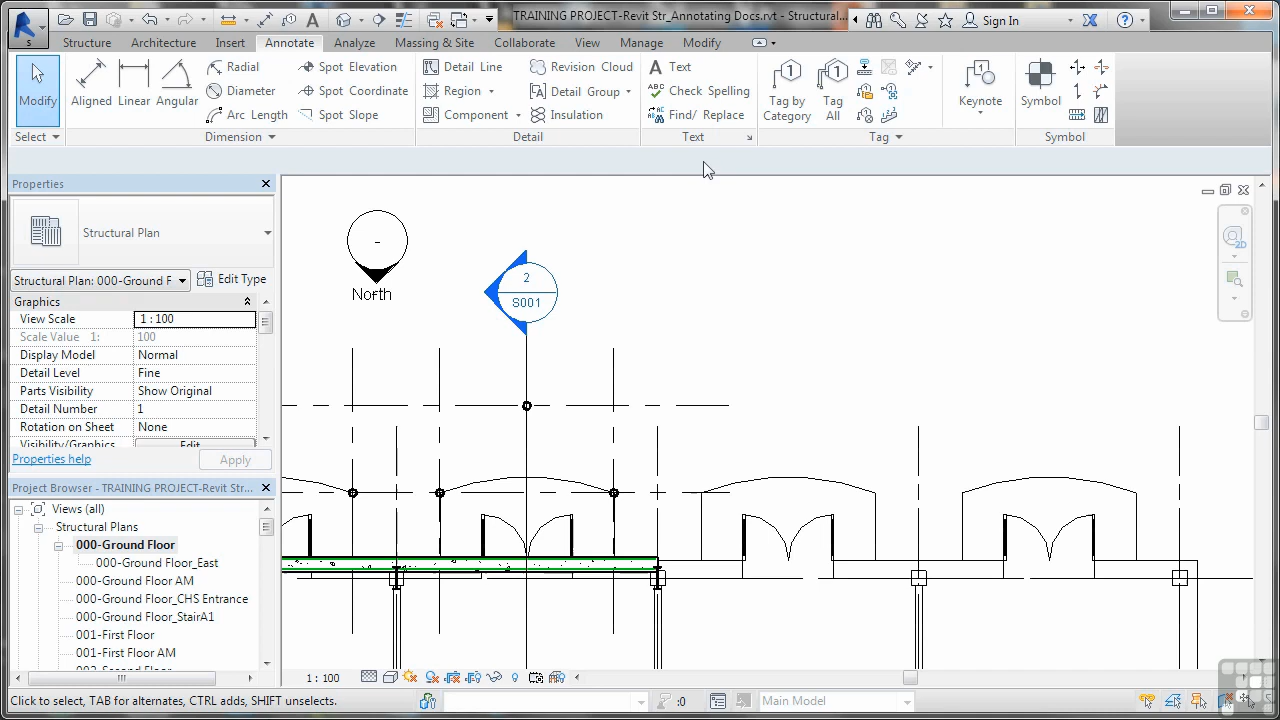 TRAINING PROJECT-Revit Str_Annotating Docs.rvt - Structural...
Sign In
S
Structure
Architecture
Insert
Annotate
Analyze
Massing & Site
Collaborate
View
Manage
Modify
Modify
Aligned
Linear
Angular
Radial
Diameter
Arc Length
Spot Elevation
Spot Coordinate
Spot Slope
Detail Line
Region
Component
Revision Cloud
Detail Group
Insulation
Text
Check Spelling
Find/ Replace
Tag by
Category
Tag
All
Keynote
Symbol
Select
Dimension
Detail
Text
Tag
Symbol
Properties
Structural Plan
Structural Plan: 000-Ground F
Edit Type
Graphics
View Scale
1 : 100
Scale Value 1:
100
Display Model
Normal
Detail Level
Fine
Parts Visibility
Show Original
Detail Number
1
Rotation on Sheet
None
Visibility/Graphics
Edit
Properties help
Apply
Project Browser - TRAINING PROJECT-Revit Str...
Views (all)
Structural Plans
000-Ground Floor
000-Ground Floor_East
000-Ground Floor AM
000-Ground Floor_CHS Entrance
000-Ground Floor_StairA1
001-First Floor
001-First Floor AM
002-Second Floor
-
North
2
S001
2D
1 : 100
Click to select, TAB for alternates, CTRL adds, SHIFT unselects.
:0
Main Model